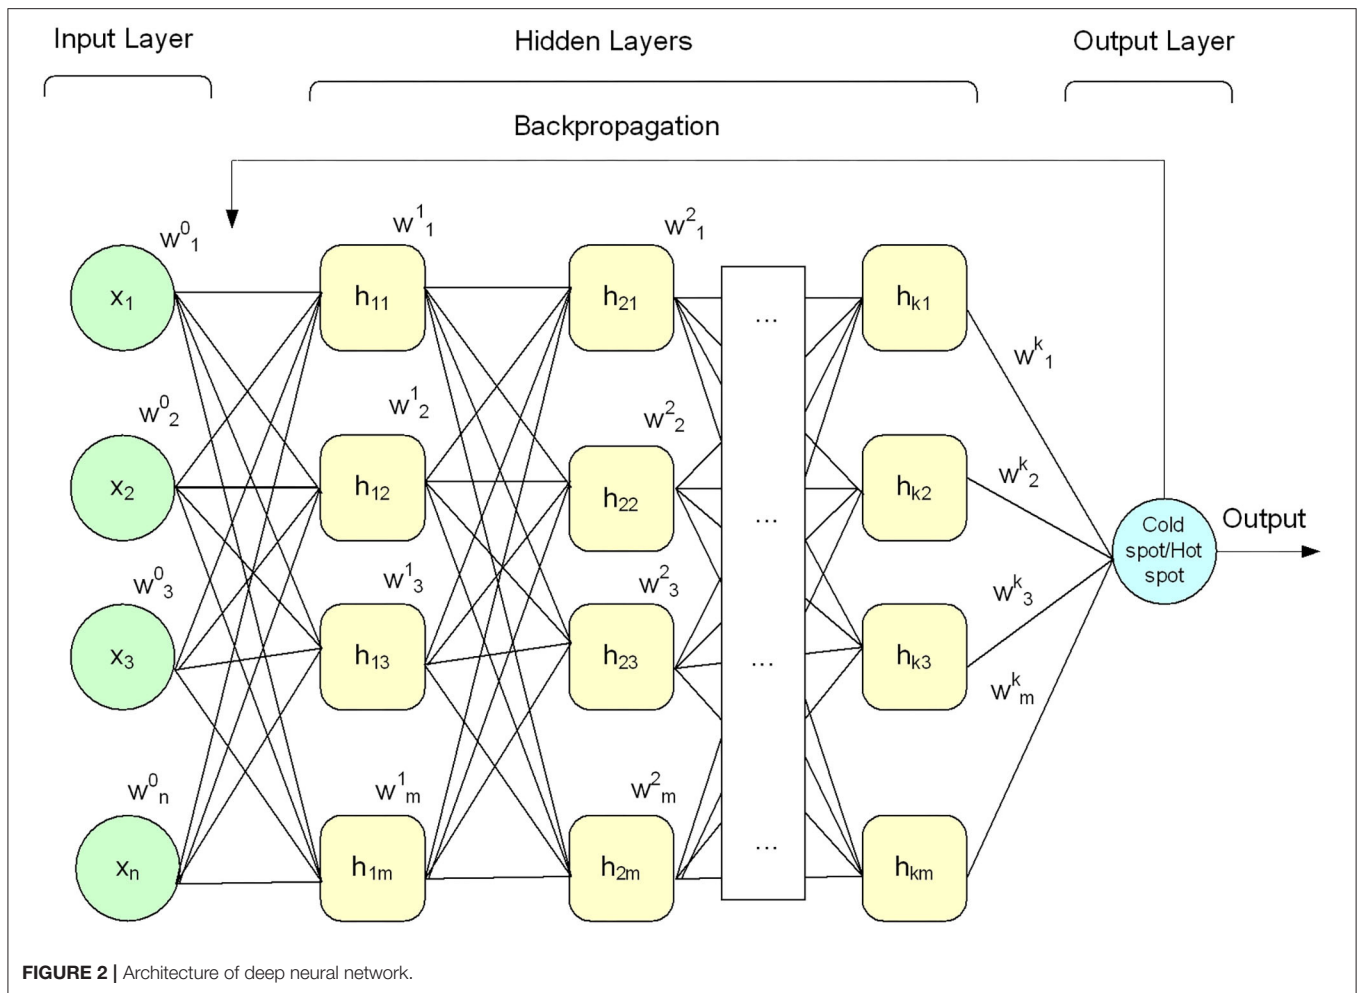 Input Layer Hidden Layers Output Layer
Backpropagation
w⁰₁ w¹₁ w²₁
x₁ h₁₁ h₂₁ ... hₖ₁
wᵏ₁
w⁰₂ w¹₂ w²₂
x₂ h₁₂ h₂₂ ... hₖ₂ wᵏ₂
Cold spot/Hot spot Output
w⁰₃ w¹₃ w²₃ wᵏ₃
x₃ h₁₃ h₂₃ ... hₖ₃
wᵏₘ
w⁰ₙ w¹ₘ w²ₘ
xₙ h₁ₘ h₂ₘ ... hₖₘ
FIGURE 2 | Architecture of deep neural network.